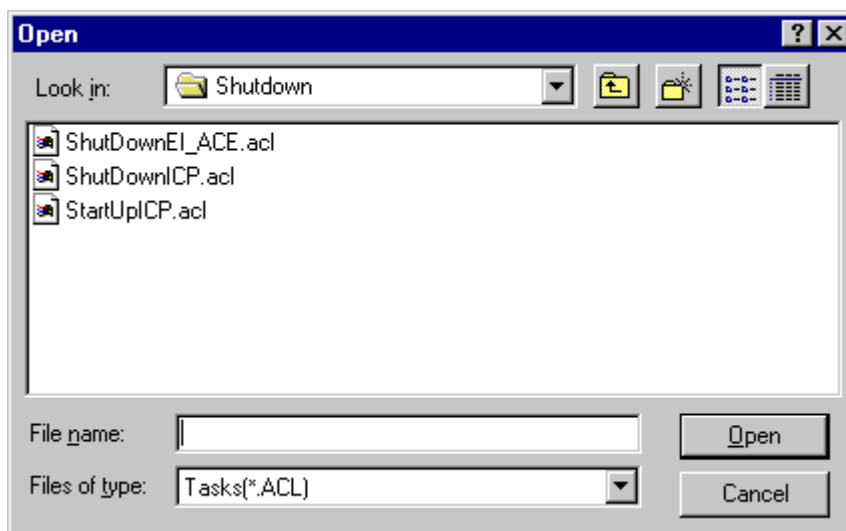 Open
Look in: Shutdown
ShutDownEI_ACE.acl
ShutDownICP.acl
StartUpICP.acl
File name: Open
Files of type: Tasks(*.ACL) Cancel